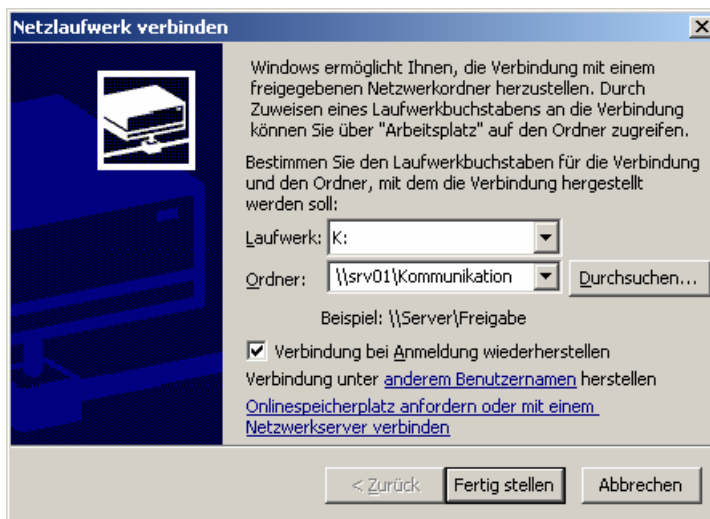 Netzlaufwerk verbinden
Windows ermöglicht Ihnen, die Verbindung mit einem
freigegebenen Netzwerkordner herzustellen. Durch
Zuweisen eines Laufwerkbuchstabens an die Verbindung
können Sie über "Arbeitsplatz" auf den Ordner zugreifen.
Bestimmen Sie den Laufwerkbuchstaben für die Verbindung
und den Ordner, mit dem die Verbindung hergestellt
werden soll:
Laufwerk: K:
Ordner: \\srv01\Kommunikation Durchsuchen...
Beispiel: \\Server\Freigabe
Verbindung bei Anmeldung wiederherstellen
Verbindung unter anderem Benutzernamen herstellen
Onlinespeicherplatz anfordern oder mit einem
Netzwerkserver verbinden
< Zurück Fertig stellen Abbrechen